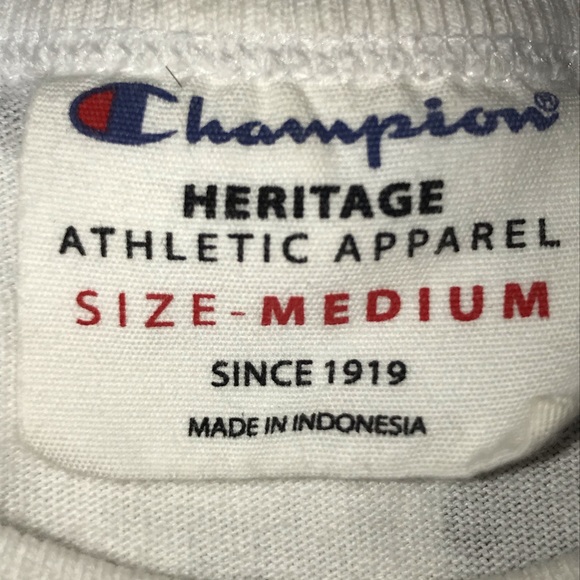 Champion®
HERITAGE
ATHLETIC APPAREL
SIZE-MEDIUM
SINCE 1919
MADE IN INDONESIA